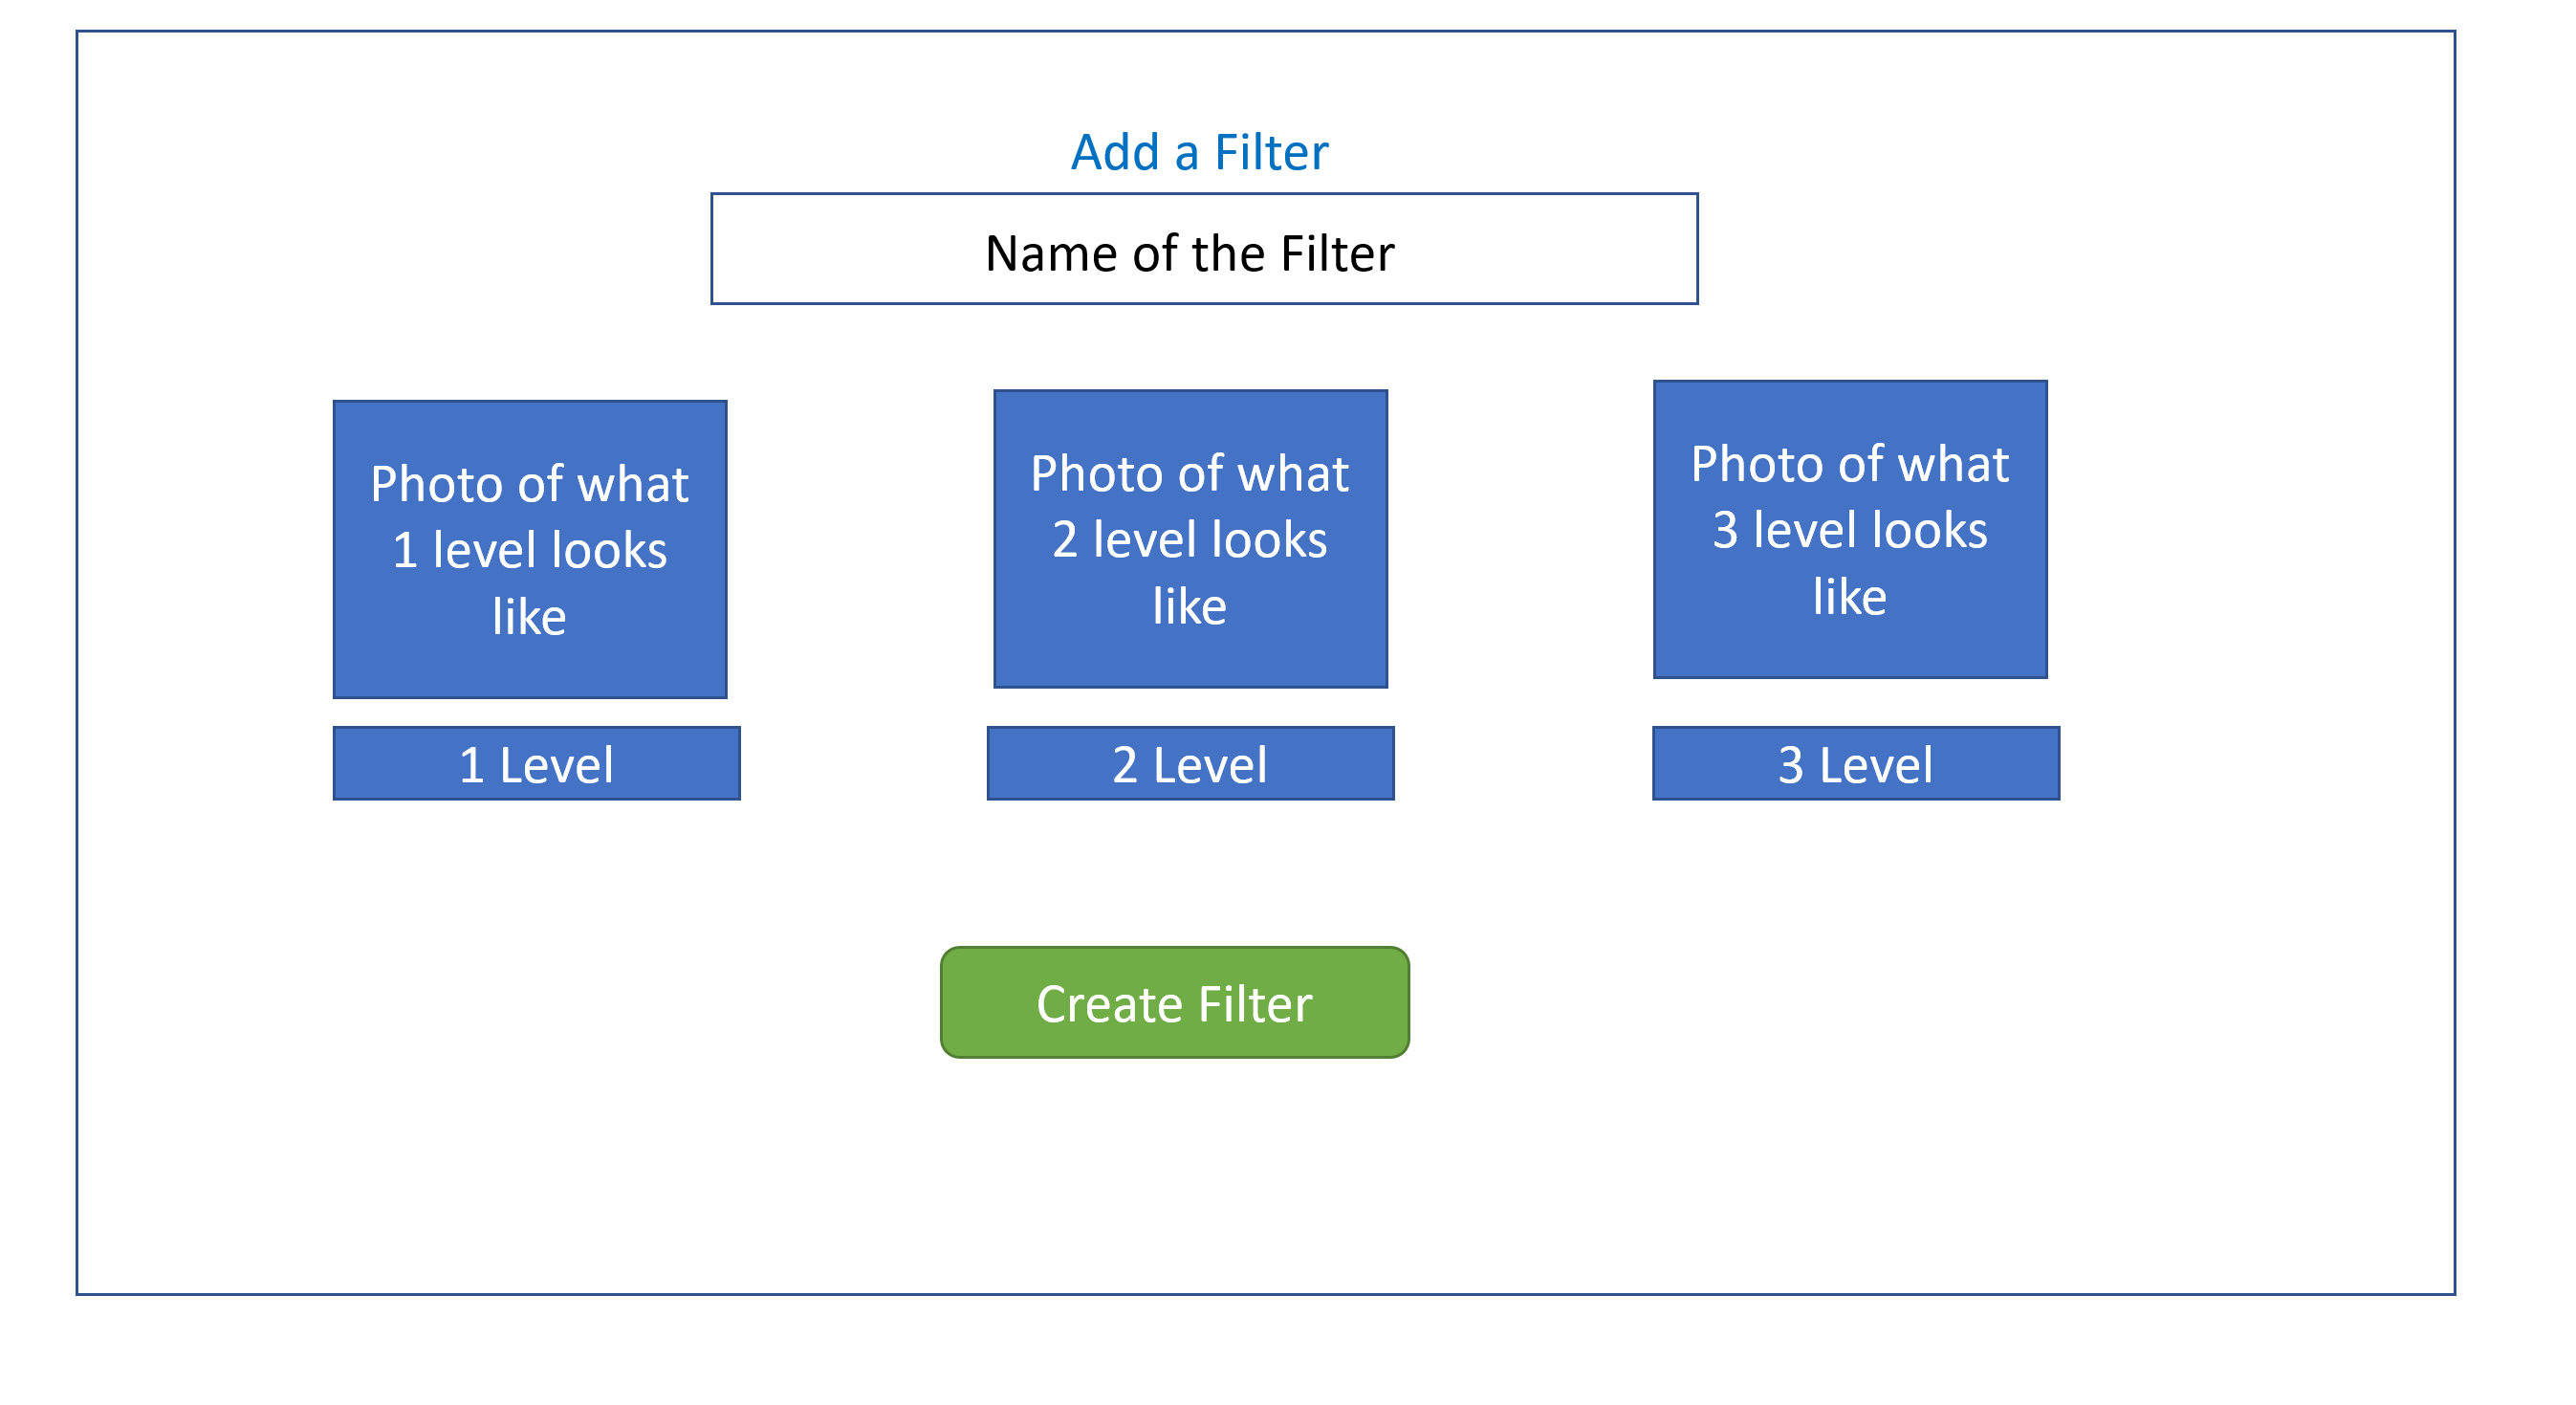 Add a Filter
Name of the Filter
Photo of what
1 level looks
like
Photo of what
2 level looks
like
Photo of what
3 level looks
like
1 Level
2 Level
3 Level
Create Filter